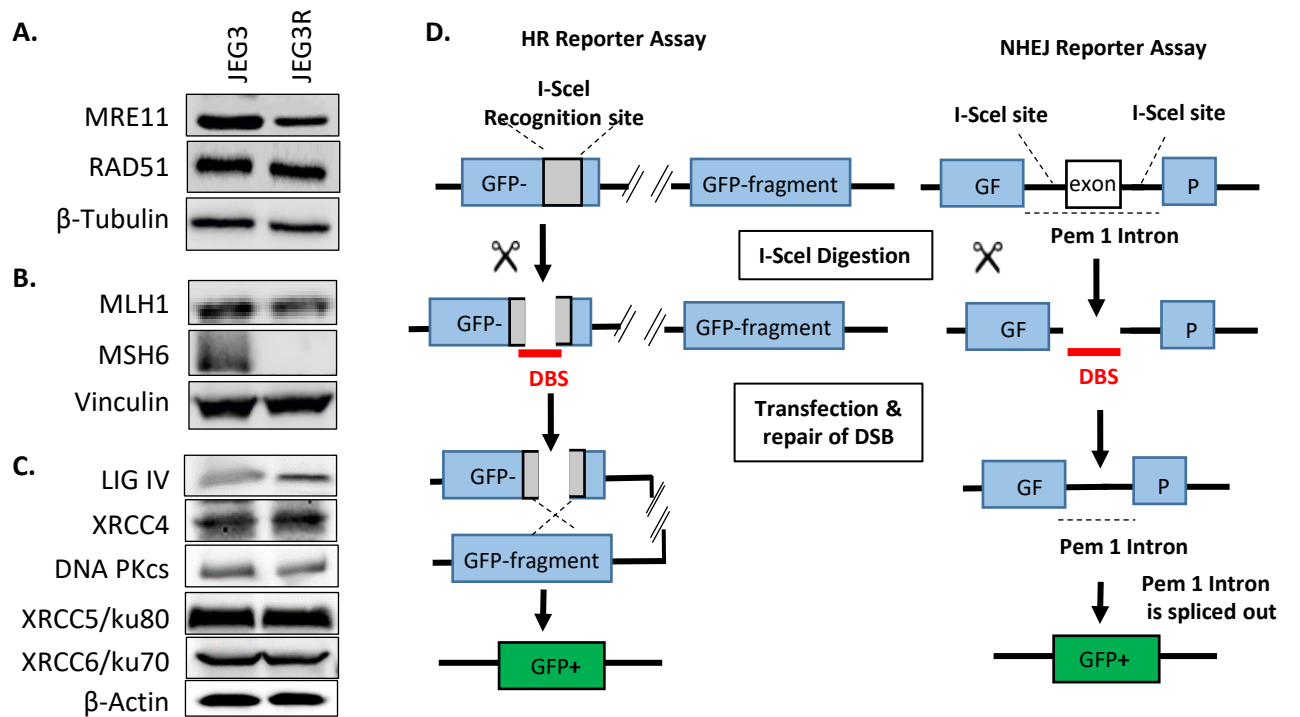 A.
JEG3
JEG3R
MRE11
RAD51
β-Tubulin
B.
MLH1
MSH6
Vinculin
C.
LIG IV
XRCC4
DNA PKcs
XRCC5/ku80
XRCC6/ku70
β-Actin
D.
HR Reporter Assay
I-SceI
Recognition site
GFP-
GFP-fragment
NHEJ Reporter Assay
I-SceI site
I-SceI site
GF
exon
P
Pem 1 Intron
I-SceI Digestion
GFP-
GFP-fragment
DBS
GF
P
DBS
Transfection &
repair of DSB
GFP-
GFP-fragment
GFP+
GF
P
Pem 1 Intron
Pem 1 Intron
is spliced out
GFP+